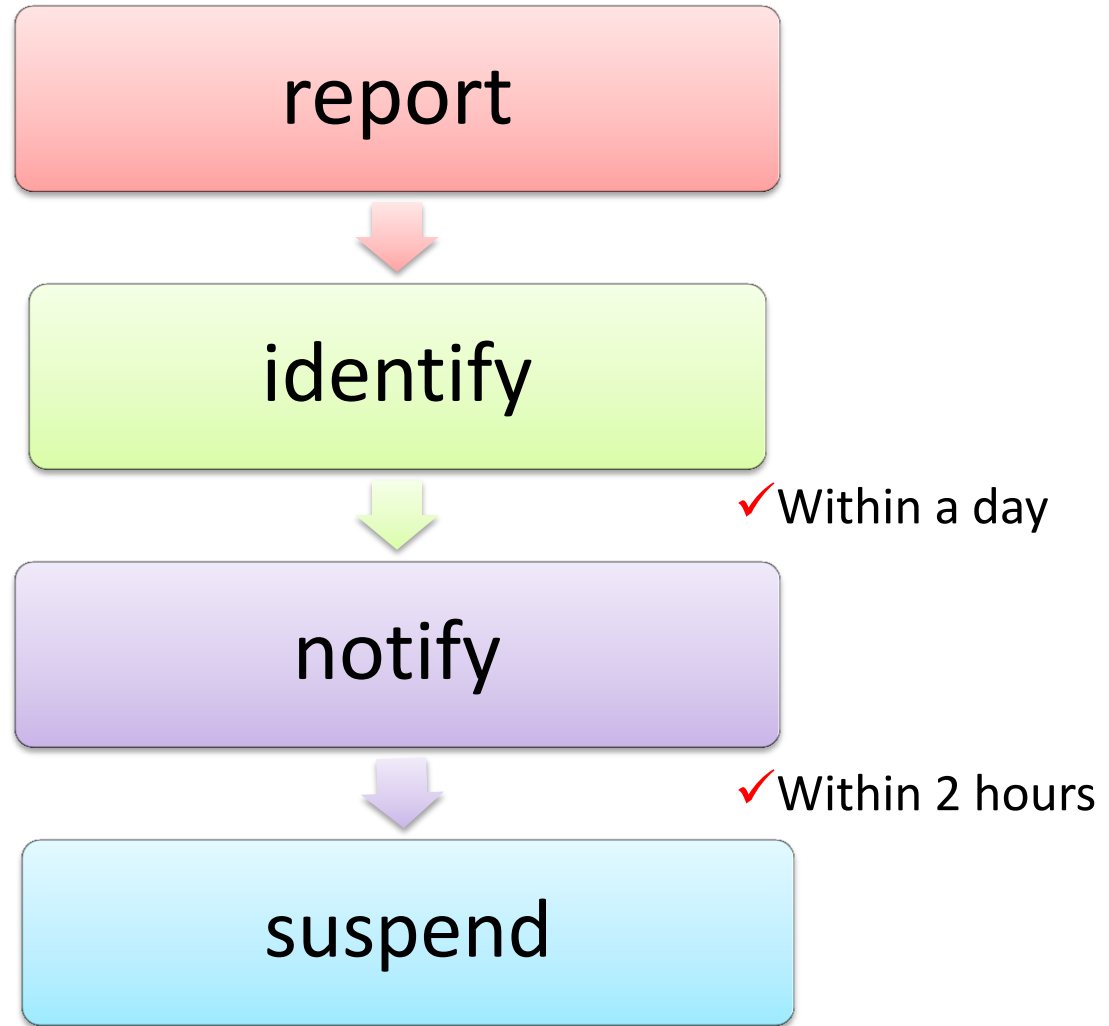 report
identify
✓Within a day
notify
✓Within 2 hours
suspend